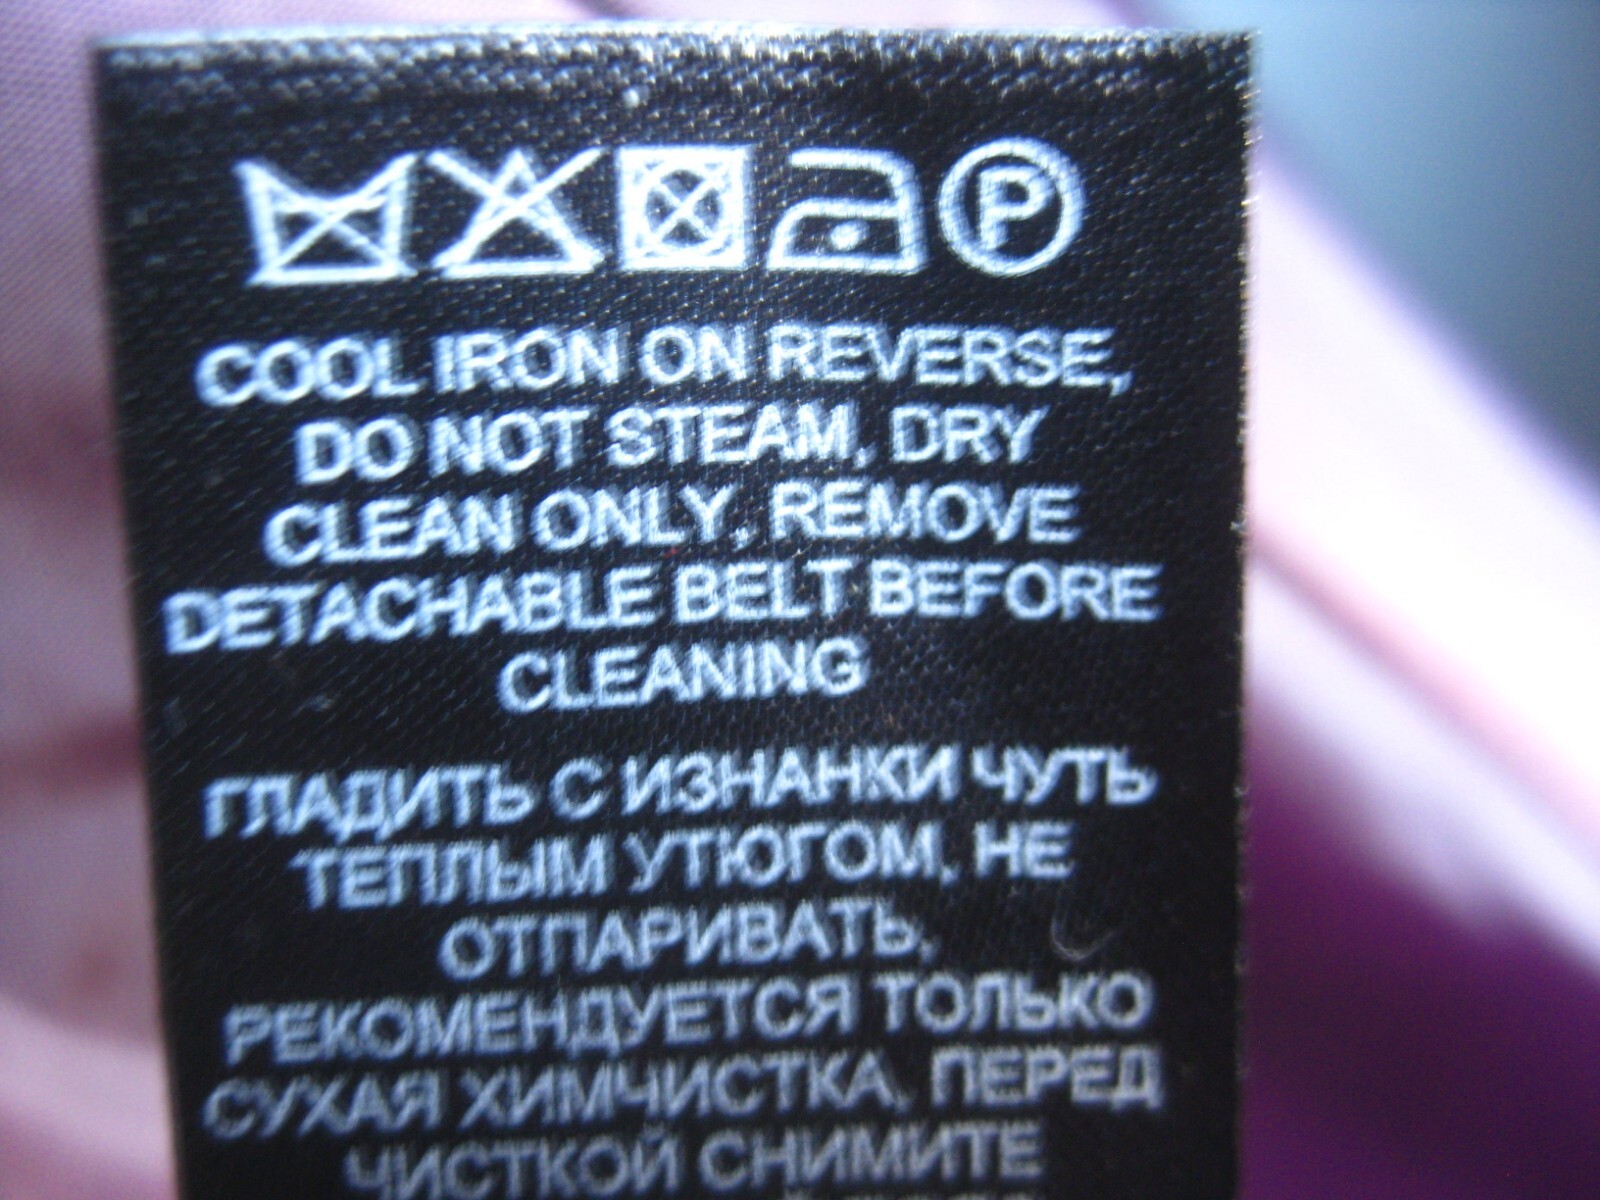 COOL IRON ON REVERSE,
DO NOT STEAM, DRY
CLEAN ONLY, REMOVE
DETACHABLE BELT BEFORE
CLEANING
ГЛАДИТЬ С ИЗНАНКИ ЧУТЬ
ТЕПЛЫМ УТЮГОМ, НЕ
ОТПАРИВАТЬ,
РЕКОМЕНДУЕТСЯ ТОЛЬКО
СУХАЯ ХИМЧИСТКА, ПЕРЕД
ЧИСТКОЙ СНИМИТЕ